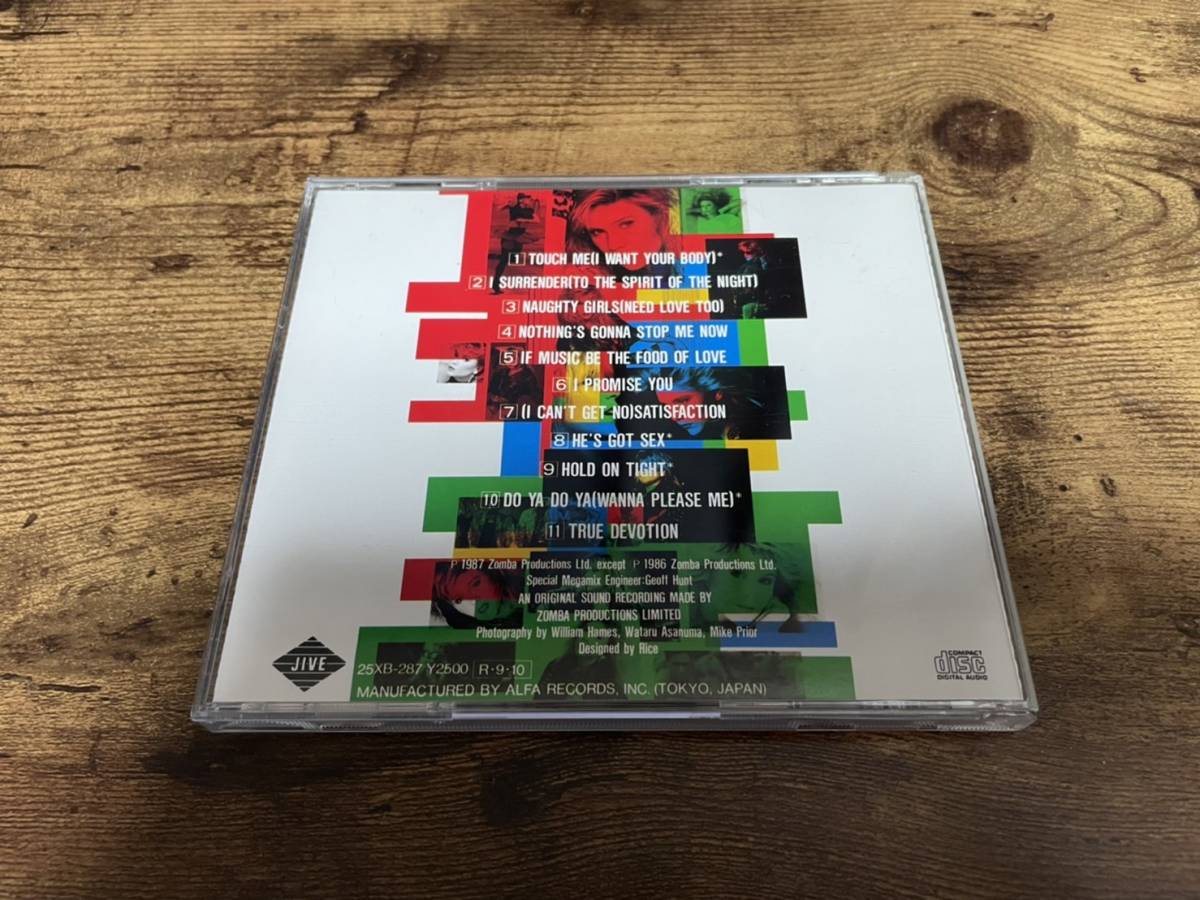 1 TOUCH ME(I WANT YOUR BODY)*
2 I SURRENDER(TO THE SPIRIT OF THE NIGHT)
3 NAUGHTY GIRLS(NEED LOVE TOO)
4 NOTHING'S GONNA STOP ME NOW
5 IF MUSIC BE THE FOOD OF LOVE
6 I PROMISE YOU
7 (I CAN'T GET NO)SATISFACTION
8 HE'S GOT SEX*
9 HOLD ON TIGHT*
10 DO YA DO YA(WANNA PLEASE ME)*
11 TRUE DEVOTION
P 1987 Zomba Productions Ltd. except P 1986 Zomba Productions Ltd.
Special Megamix Engineer:Geoff Hunt
AN ORIGINAL SOUND RECORDING MADE BY
ZOMBA PRODUCTIONS LIMITED
Photography by William Hames, Wataru Asanuma, Mike Prior
Designed by Rice
JIVE
25XB-287 Y2500 R・9・10
MANUFACTURED BY ALFA RECORDS, INC. (TOKYO, JAPAN)
COMPACT
disc
DIGITAL AUDIO